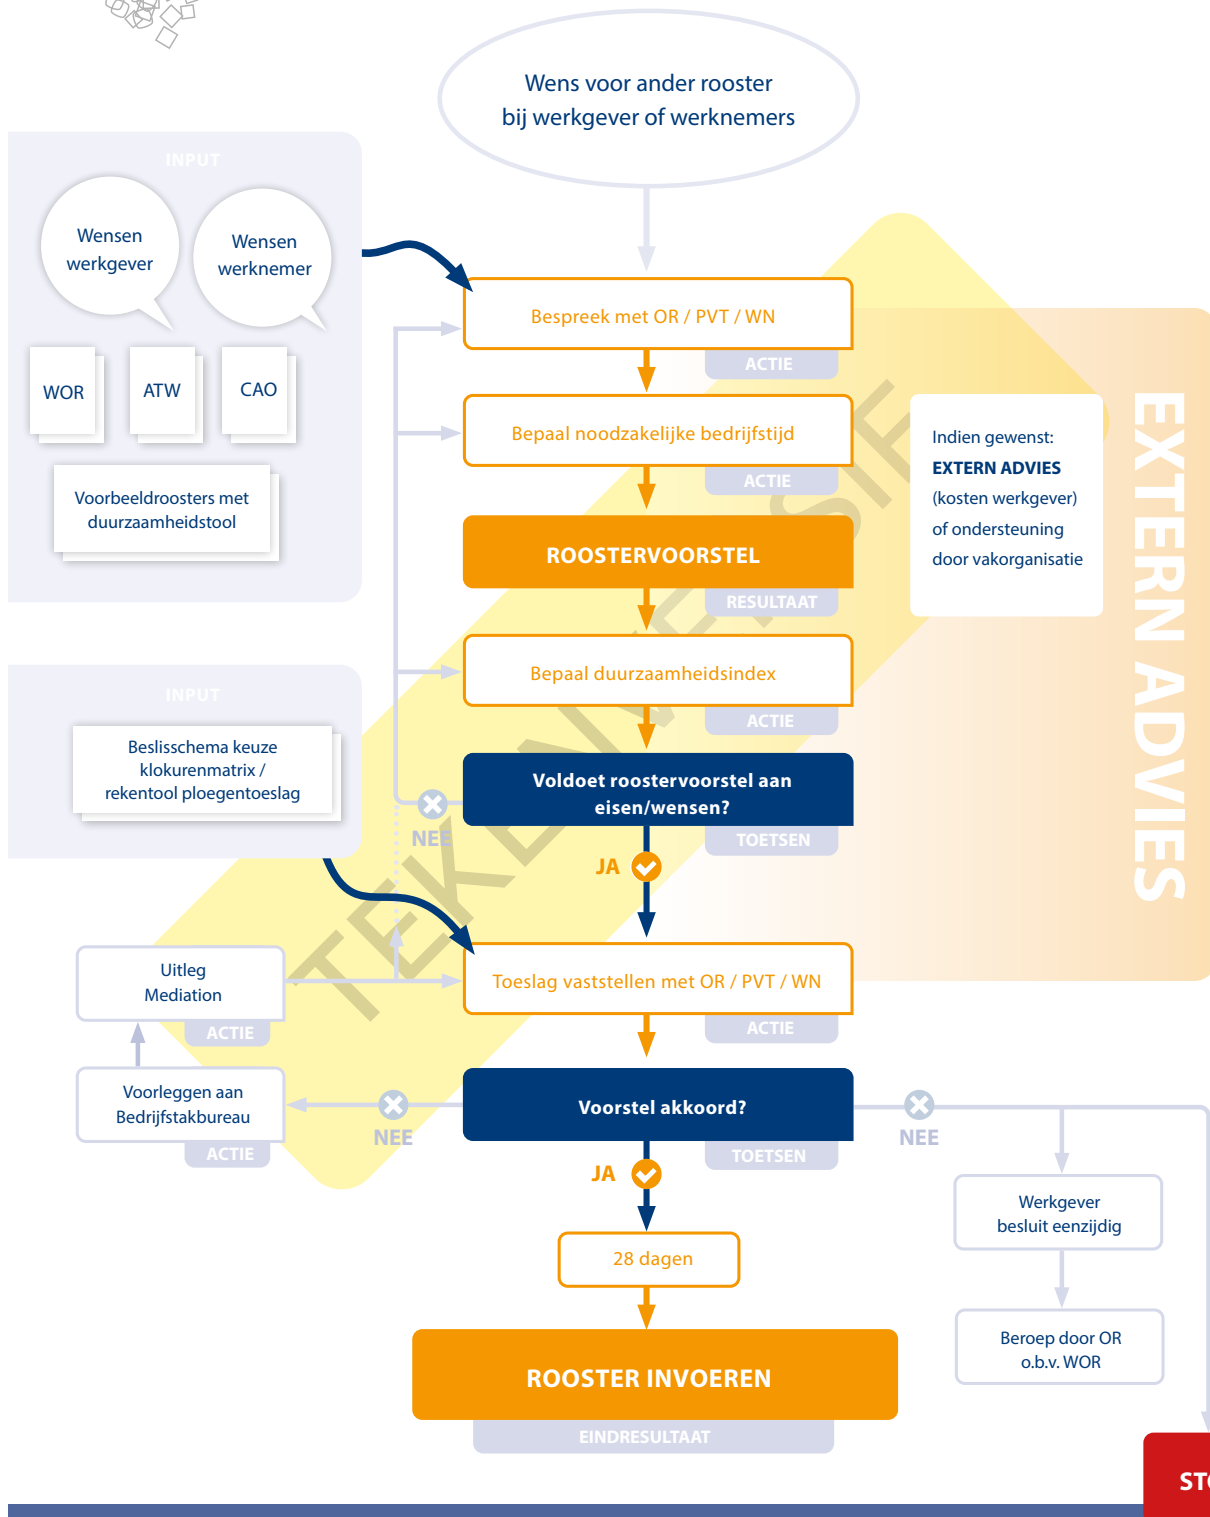 Wens voor ander rooster
bij werkgever of werknemers
INPUT
Wensen
werkgever
Wensen
werknemer
WOR
ATW
CAO
Voorbeeldroosters met
duurzaamheidstool
Bespreek met OR / PVT / WN
ACTIE
Bepaal noodzakelijke bedrijfstijd
ACTIE
ROOSTERVOORSTEL
RESULTAAT
Bepaal duurzaamheidsindex
ACTIE
Indien gewenst:
EXTERN ADVIES
(kosten werkgever)
of ondersteuning
door vakorganisatie
EXTERN ADVIES
INPUT
Beslisschema keuze
klokurenmatrix /
rekentool ploegentoeslag
Voldoet roostervoorstel aan
eisen/wensen?
TOETSEN
NEE
JA
Toeslag vaststellen met OR / PVT / WN
ACTIE
Uitleg
Mediation
ACTIE
Voorleggen aan
Bedrijfstakbureau
ACTIE
NEE
Voorstel akkoord?
TOETSEN
NEE
JA
28 dagen
ROOSTER INVOEREN
EINDRESULTAAT
Werkgever
besluit eenzijdig
Beroep door OR
o.b.v. WOR